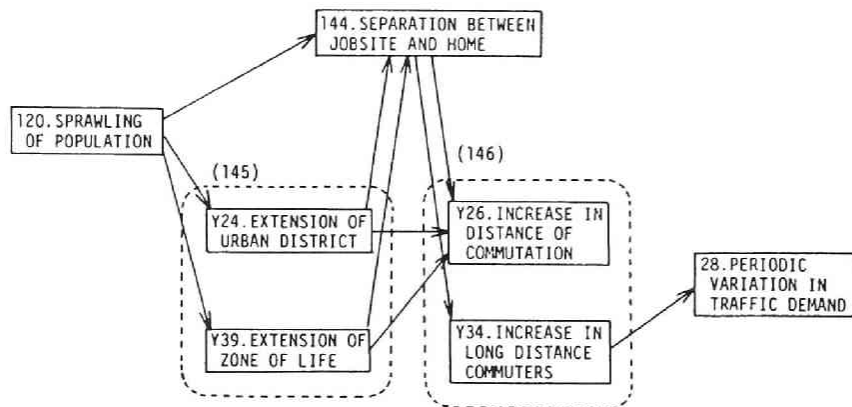 144.SEPARATION BETWEEN
JOBSITE AND HOME
120.SPRAWLING
OF POPULATION
(145)
(146)
Y24.EXTENSION OF
URBAN DISTRICT
Y26.INCREASE IN
DISTANCE OF
COMMUTATION
28.PERIODIC
VARIATION IN
TRAFFIC DEMAND
Y39.EXTENSION OF
ZONE OF LIFE
Y34.INCREASE IN
LONG DISTANCE
COMMUTERS